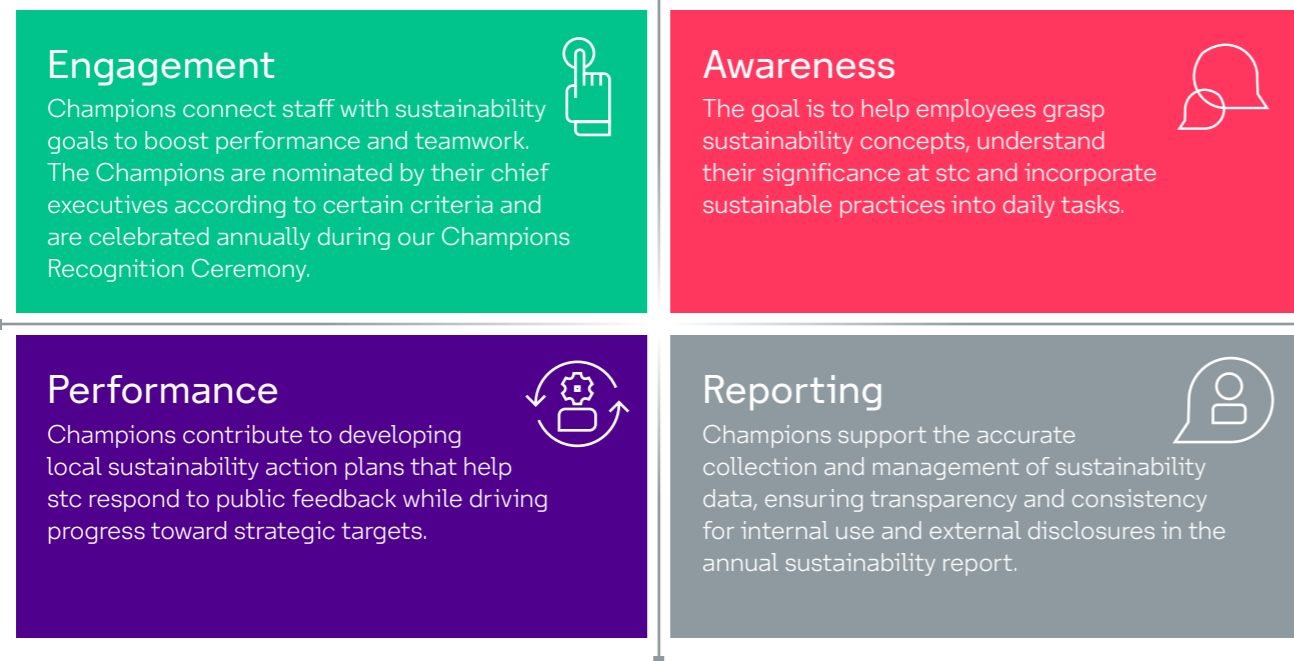 Engagement
Champions connect staff with sustainability
goals to boost performance and teamwork.
The Champions are nominated by their chief
executives according to certain criteria and
are celebrated annually during our Champions
Recognition Ceremony.
Awareness
The goal is to help employees grasp
sustainability concepts, understand
their significance at stc and incorporate
sustainable practices into daily tasks.
Performance
Champions contribute to developing
local sustainability action plans that help
stc respond to public feedback while driving
progress toward strategic targets.
Reporting
Champions support the accurate
collection and management of sustainability
data, ensuring transparency and consistency
for internal use and external disclosures in the
annual sustainability report.